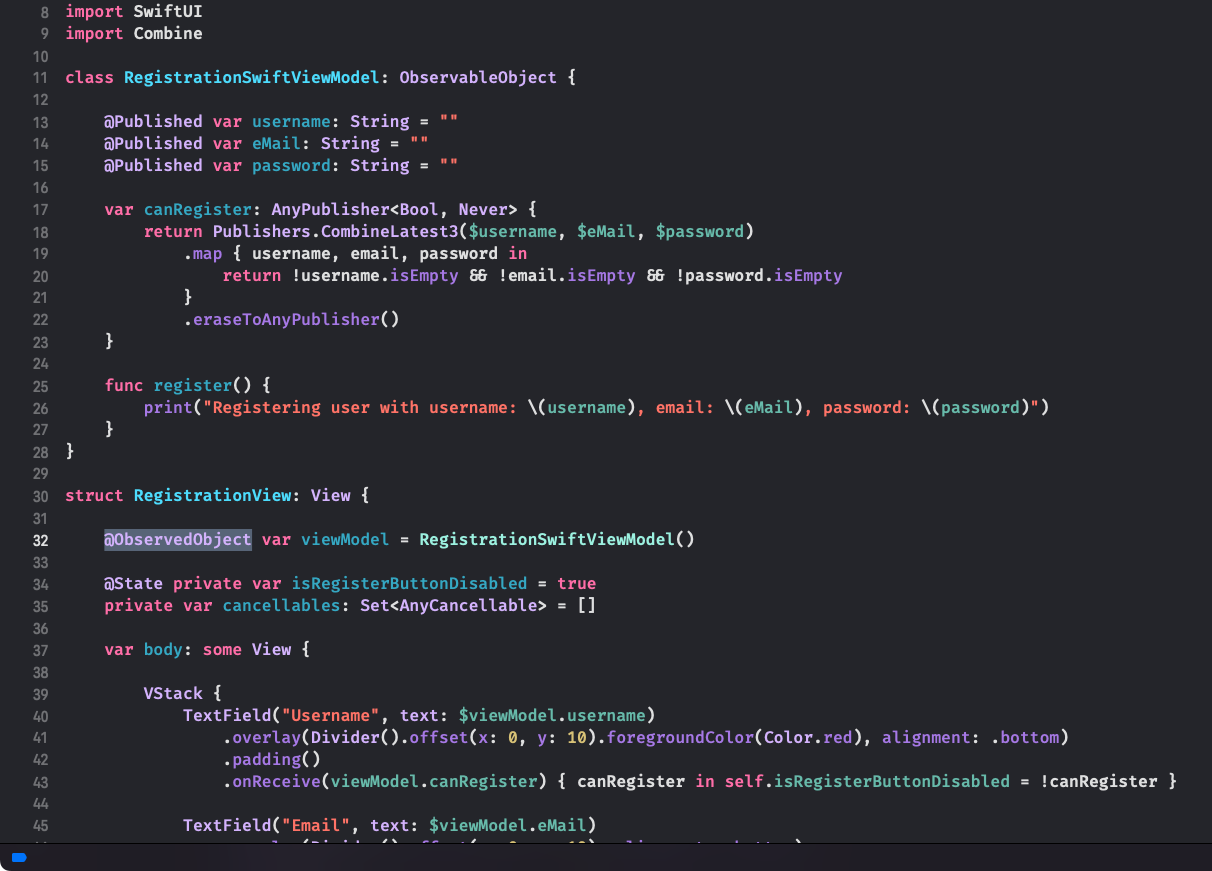 8 import SwiftUI
9 import Combine
10
11 class RegistrationSwiftViewModel: ObservableObject {
12
13     @Published var username: String = ""
14     @Published var eMail: String = ""
15     @Published var password: String = ""
16
17     var canRegister: AnyPublisher<Bool, Never> {
18         return Publishers.CombineLatest3($username, $eMail, $password)
19             .map { username, email, password in
20                 return !username.isEmpty && !email.isEmpty && !password.isEmpty
21             }
22             .eraseToAnyPublisher()
23     }
24
25     func register() {
26         print("Registering user with username: \(username), email: \(eMail), password: \(password)")
27     }
28 }
29
30 struct RegistrationView: View {
31
32     @ObservedObject var viewModel = RegistrationSwiftViewModel()
33
34     @State private var isRegisterButtonDisabled = true
35     private var cancellables: Set<AnyCancellable> = []
36
37     var body: some View {
38
39         VStack {
40             TextField("Username", text: $viewModel.username)
41                 .overlay(Divider().offset(x: 0, y: 10).foregroundColor(Color.red), alignment: .bottom)
42                 .padding()
43                 .onReceive(viewModel.canRegister) { canRegister in self.isRegisterButtonDisabled = !canRegister }
44
45             TextField("Email", text: $viewModel.eMail)